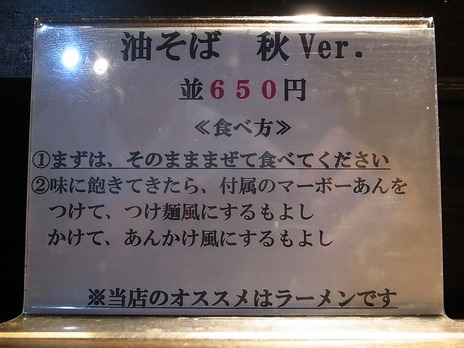 油そば 秋Ver.
並650円
≪食べ方≫
①まずは、そのまままぜて食べてください
②味に飽きてきたら、付属のマーボーあんを
つけて、つけ麺風にするもよし
かけて、あんかけ風にするもよし
※当店のオススメはラーメンです